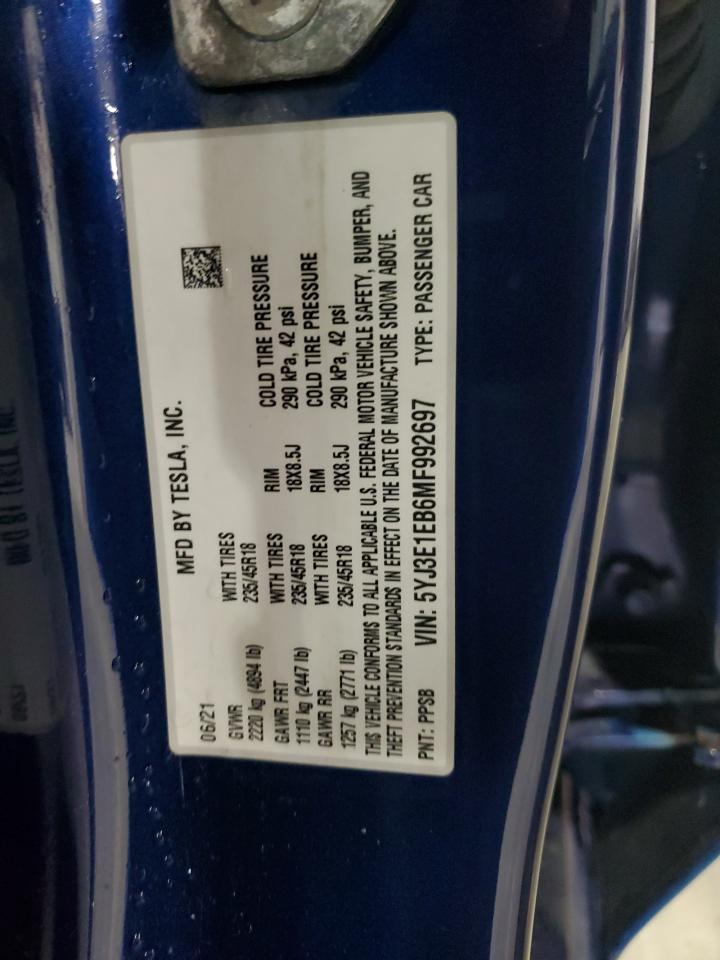 MFD BY TESLA, INC.
06/21
GVWR WITH TIRES
2220 kg (4894 lb) 235/45R18 COLD TIRE PRESSURE
GAWR FRT WITH TIRES RIM 290 kPa, 42 psi
1110 kg (2447 lb) 235/45R18 18X8.5J COLD TIRE PRESSURE
GAWR RR WITH TIRES RIM 290 kPa, 42 psi
1257 kg (2771 lb) 235/45R18 18X8.5J
THIS VEHICLE CONFORMS TO ALL APPLICABLE U.S. FEDERAL MOTOR VEHICLE SAFETY, BUMPER, AND
THEFT PREVENTION STANDARDS IN EFFECT ON THE DATE OF MANUFACTURE SHOWN ABOVE.
PNT: PPSB VIN: 5YJ3E1EB6MF992697 TYPE: PASSENGER CAR